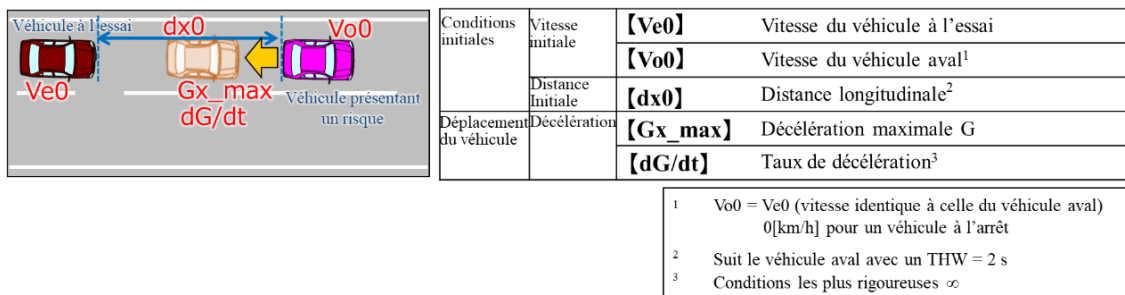 Véhicule à l'essai
dx0
Vo0
Ve0
Gx_max
dG/dt
Véhicule présentant
un risque
Conditions
initiales
Vitesse
initiale
【Ve0】
Vitesse du véhicule à l'essai
【Vo0】
Vitesse du véhicule aval1
Distance
Initiale
【dx0】
Distance longitudinale2
Déplacement
du véhicule
Décélération
【Gx_max】
Décélération maximale G
【dG/dt】
Taux de décélération3
1 Vo0 = Ve0 (vitesse identique à celle du véhicule aval)
0[km/h] pour un véhicule à l'arrêt
2 Suit le véhicule aval avec un THW = 2 s
3 Conditions les plus rigoureuses ∞